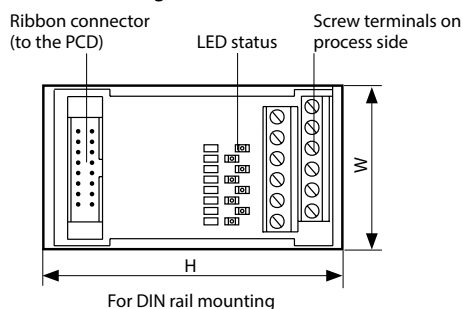 Ribbon connector
(to the PCD)
LED status
Screw terminals on
process side
W
H
For DIN rail mounting